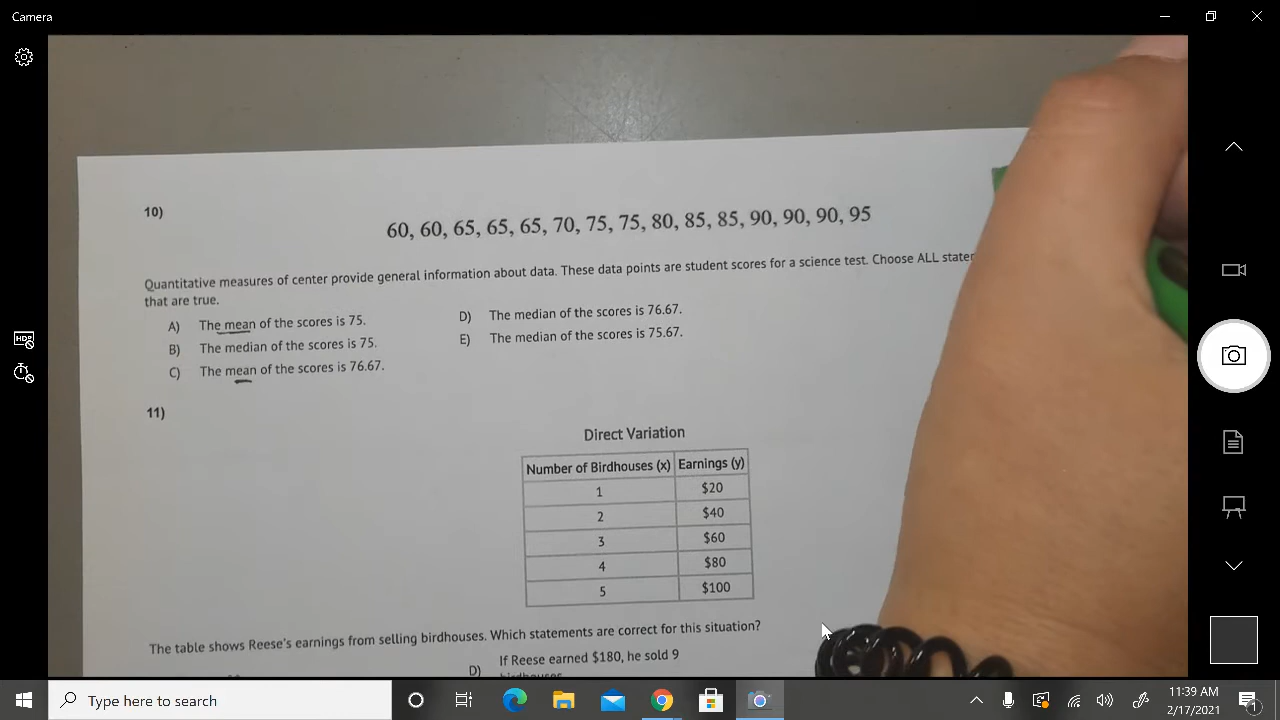 Camera
10)
60, 60, 65, 65, 65, 70, 75, 75, 80, 85, 85, 90, 90, 90, 95
Quantitative measures of center provide general information about data. These data points are student scores for a science test. Choose ALL
that are true.
A) The mean of the scores is 75.
B) The median of the scores is 75.
C) The mean of the scores is 76.67.
D) The median of the scores is 76.67.
E) The median of the scores is 75.67.
11)
Direct Variation
Number of Birdhouses (x) Earnings (y)
1 $20
2 $40
3 $60
4 $80
5 $100
The table shows Reese's earnings from selling birdhouses. Which statements are correct for this situation?
D) If Reese earned $180, he sold 9
birdhouses
HDR
Type here to search
11:39 AM
2/17/2021
1